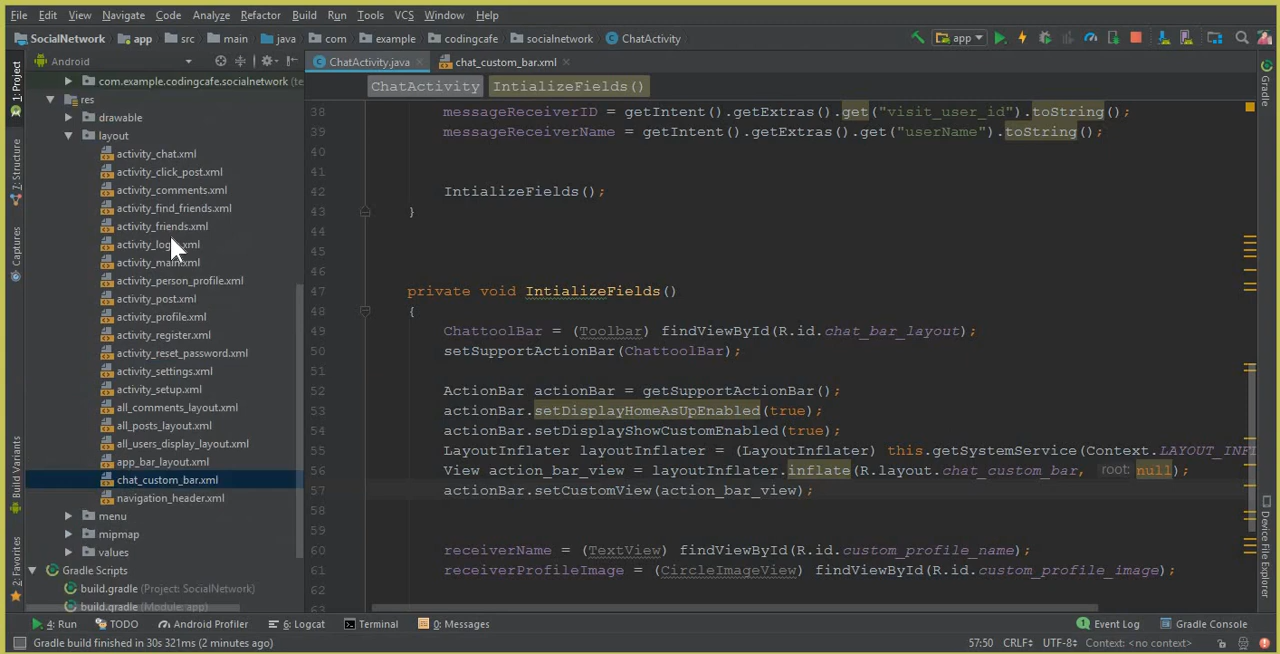 File Edit View Navigate Code Analyze Refactor Build Run Tools VCS Window Help
SocialNetwork app src main java com example codingcafe socialnetwork ChatActivity app
1: Project
Z: Structure
Captures
Build Variants
2: Favorites
Android
com.example.codingcafe.socialnetwork (te
res
drawable
layout
activity_chat.xml
activity_click_post.xml
activity_comments.xml
activity_find_friends.xml
activity_friends.xml
xml
activity_main.xml
activity_person_profile.xml
activity_post.xml
activity_profile.xml
activity_register.xml
activity_reset_password.xml
activity_settings.xml
activity_setup.xml
all_comments_layout.xml
all_posts_layout.xml
all_users_display_layout.xml
app_bar_layout.xml
chat_custom_bar.xml
navigation_header.xml
menu
mipmap
values
Gradle Scripts
build.gradle (Project: SocialNetwork)
build.gradle (Module: app)
ChatActivity.java chat_custom_bar.xml
ChatActivity IntializeFields()
38 messageReceiverID = getIntent().getExtras().get("visit_user_id").toString();
39 messageReceiverName = getIntent().getExtras().get("userName").toString();
40
41
42 IntializeFields();
43 }
44
45
46
47 private void IntializeFields()
48 {
49 ChattoolBar = (Toolbar) findViewById(R.id.chat_bar_layout);
50 setSupportActionBar(ChattoolBar);
51
52 ActionBar actionBar = getSupportActionBar();
53 actionBar.setDisplayHomeAsUpEnabled(true);
54 actionBar.setDisplayShowCustomEnabled(true);
55 LayoutInflater layoutInflater = (LayoutInflater) this.getSystemService(Context.LAYOUT_INFL
56 View action_bar_view = layoutInflater.inflate(R.layout.chat_custom_bar, root: null);
57 actionBar.setCustomView(action_bar_view);
58
59
60 receiverName = (TextView) findViewById(R.id.custom_profile_name);
61 receiverProfileImage = (CircleImageView) findViewById(R.id.custom_profile_image);
62
63
Gradle
Device File Explorer
4: Run TODO Android Profiler 6: Logcat Terminal 0: Messages Event Log Gradle Console
Gradle build finished in 30s 321ms (2 minutes ago) 57:50 CRLF UTF-8 Context: <no context>